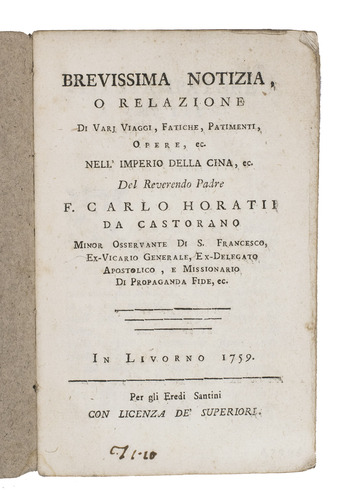 BREVISSIMA NOTIZIA,
O RELAZIONE
DI VARJ VIAGGI, FATICHE, PATIMENTI,
OPERE, ec.
NELL' IMPERIO DELLA CINA, ec.
Del Reverendo Padre
F. CARLO HORATII
DA CASTORANO
MINOR OSSERVANTE DI S. FRANCESCO,
EX-VICARIO GENERALE, EX-DELEGATO
APOSTOLICO, E MISSIONARIO
DI PROPAGANDA FIDE, ec.
IN LIVORNO 1759.
Per gli Eredi Santini
CON LICENZA DE' SUPERIORI.